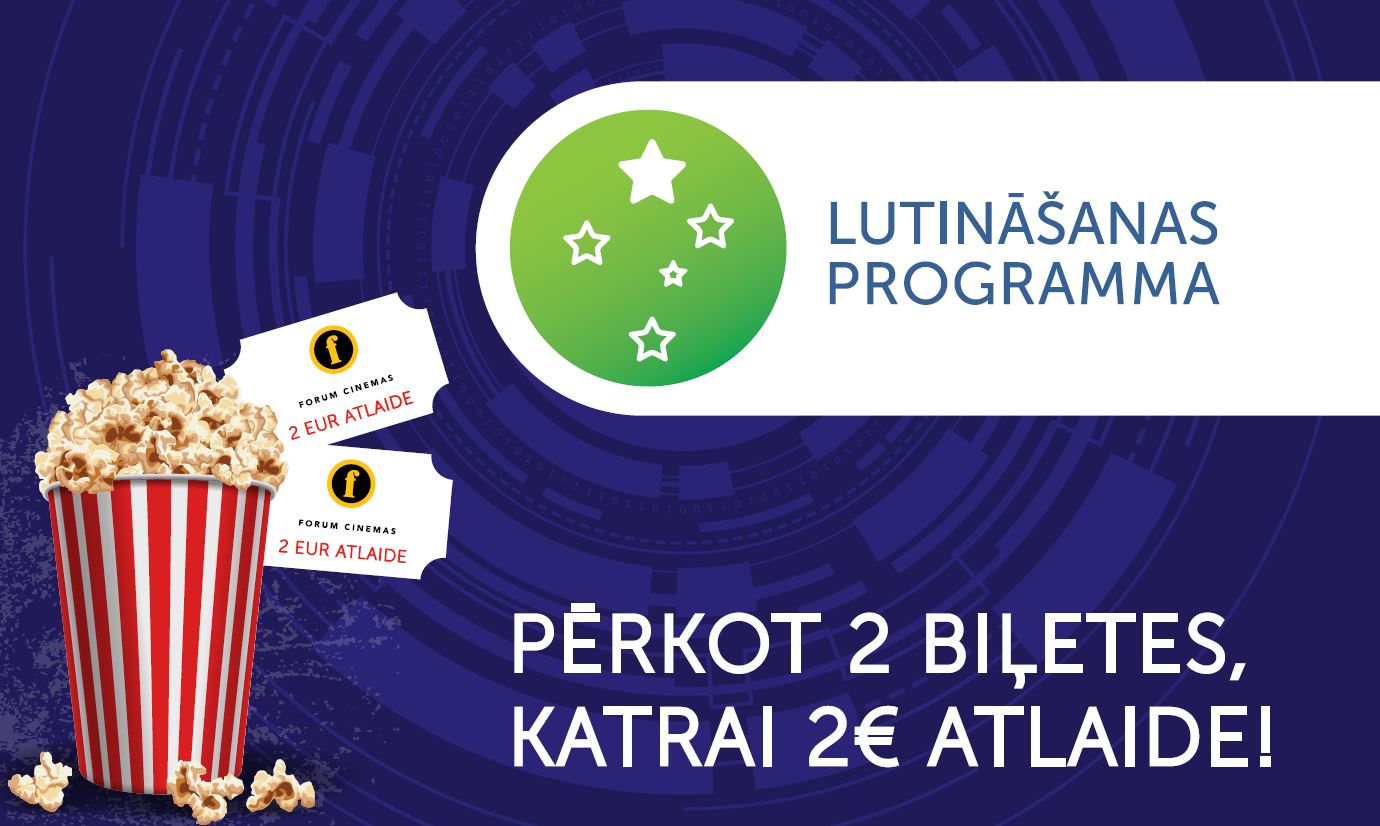 LUTINĀŠANAS
PROGRAMMA
f
FORUM CINEMAS
2 EUR ATLAIDE
f
FORUM CINEMAS
2 EUR ATLAIDE
PĒRKOT 2 BIĻETES,
KATRAI 2€ ATLAIDE!